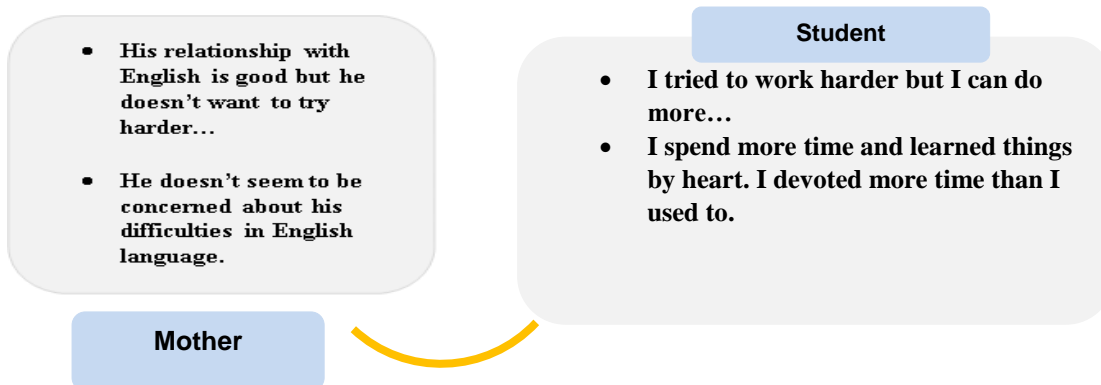 • His relationship with
English is good but he
doesn't want to try
harder...
• He doesn't seem to be
concerned about his
difficulties in English
language.
Mother
Student
• I tried to work harder but I can do
more…
• I spend more time and learned things
by heart. I devoted more time than I
used to.